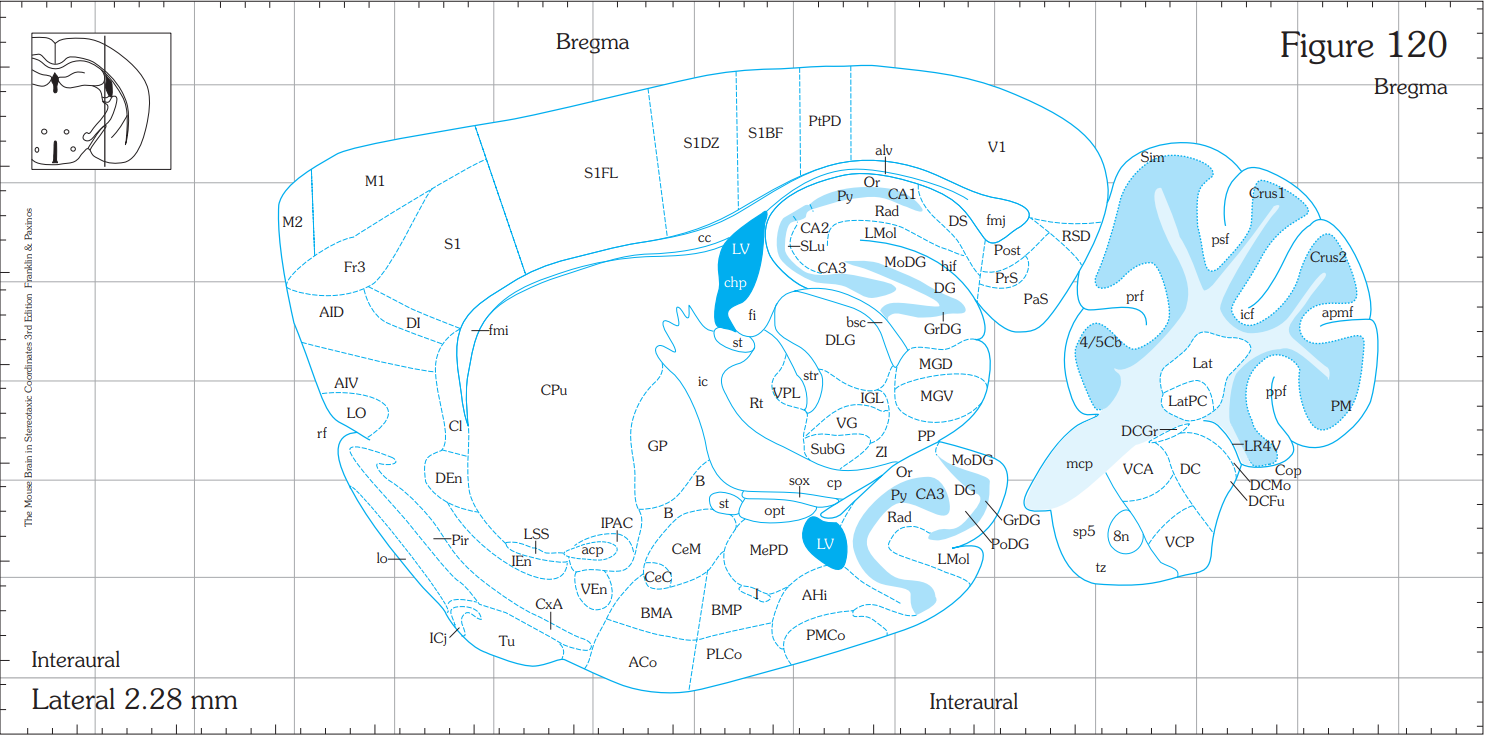 Bregma
Figure 120
Bregma
PtPD
S1BF
S1DZ
V1
alv
Sim
S1FL
M1
Or
CA1
Py
Crus1
Rad
M2
DS
fmj
CA2
LMol
RSD
psf
S1
cc
LV
SLu
Post
Crus2
Fr3
CA3
MoDG
hif
PrS
chp
DG
PaS
prf
AID
DI
fi
bsc
GrDG
icf
apmf
fmi
st
DLG
4/5Cb
MGD
Lat
AIV
CPu
ic
str
VPL
MGV
IGL
Rt
LatPC
ppf
PM
LO
Cl
VG
rf
PP
DCGr
GP
SubG
ZI
LR4V
MoDG
mcp
VCA
DC
Cop
DEn
B
sox
cp
Or
DCMo
Py
CA3
DG
DCFu
st
opt
B
Rad
GrDG
IPAC
LSS
sp5
8n
Pir
acp
CeM
MePD
LV
PoDG
VCP
lo
IEn
LMol
tz
CeC
VEn
I
AHi
CxA
BMA
BMP
ICj
Tu
PMCo
ACo
PLCo
Interaural
Lateral 2.28 mm
Interaural
The Mouse Brain in Stereotaxic Coordinates 3rd Edition Franklin & Paxinos